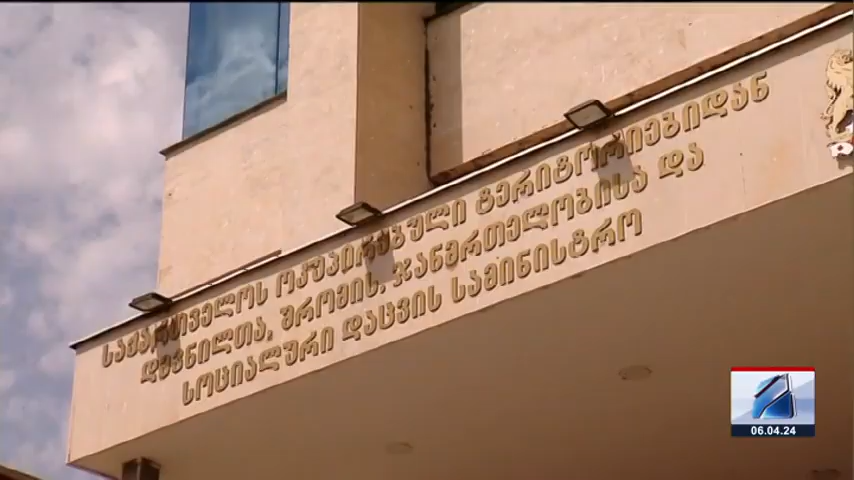 საქართველოს ოკუპირებული ტერიტორიებიდან
დევნილთა, შრომის, ჯანმრთელობისა და
სოციალური დაცვის სამინისტრო
06.04.24